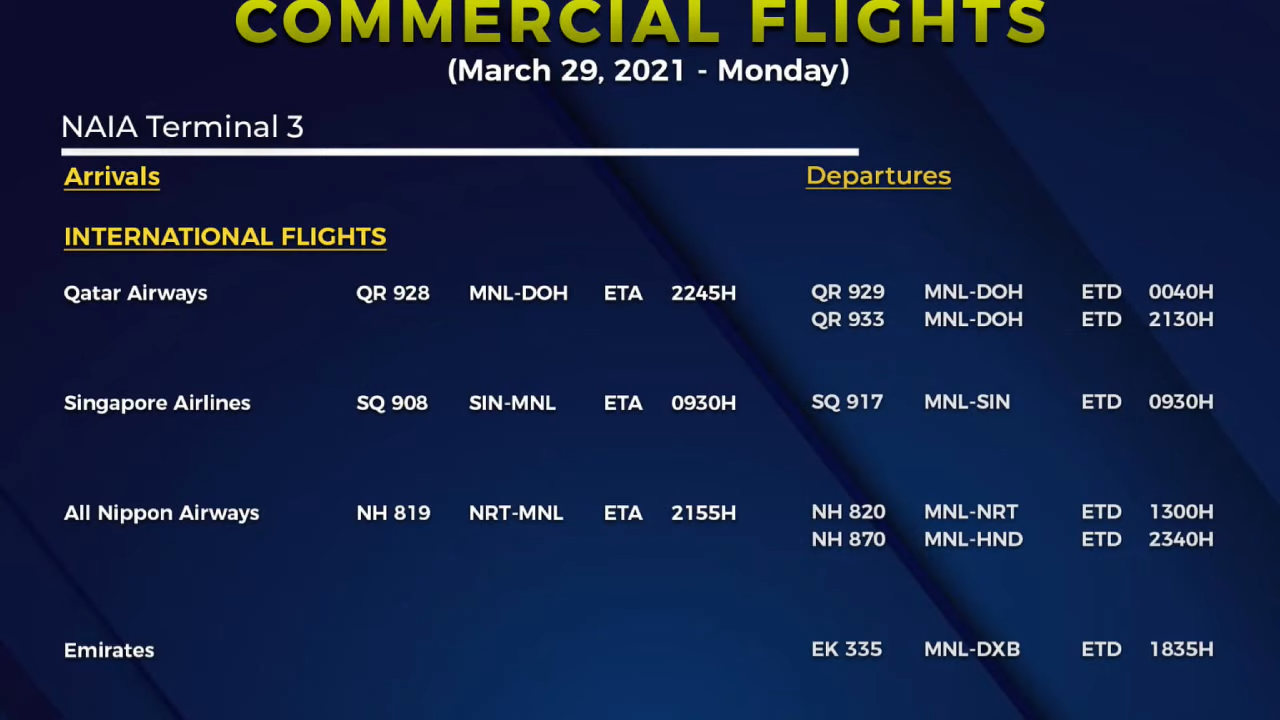 COMMERCIAL FLIGHTS
(March 29, 2021 - Monday)
NAIA Terminal 3
Arrivals Departures
INTERNATIONAL FLIGHTS
Qatar Airways QR 928 MNL-DOH ETA 2245H QR 929 MNL-DOH ETD 0040H
QR 933 MNL-DOH ETD 2130H
Singapore Airlines SQ 908 SIN-MNL ETA 0930H SQ 917 MNL-SIN ETD 0930H
All Nippon Airways NH 819 NRT-MNL ETA 2155H NH 820 MNL-NRT ETD 1300H
NH 870 MNL-HND ETD 2340H
Emirates EK 335 MNL-DXB ETD 1835H